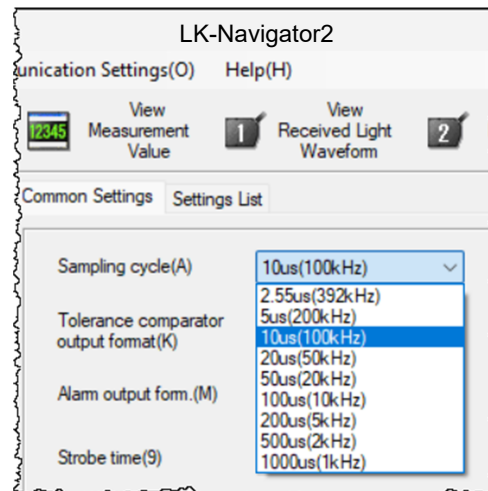 LK-Navigator2
unication Settings(O) Help(H)
12345 View Measurement Value 1 View Received Light Waveform 2
Common Settings Settings List
Sampling cycle(A) 10us(100kHz)
2.55us(392kHz)
5us(200kHz)
10us(100kHz)
20us(50kHz)
50us(20kHz)
100us(10kHz)
200us(5kHz)
500us(2kHz)
1000us(1kHz)
Tolerance comparator
output format(K)
Alarm output form.(M)
Strobe time(9)